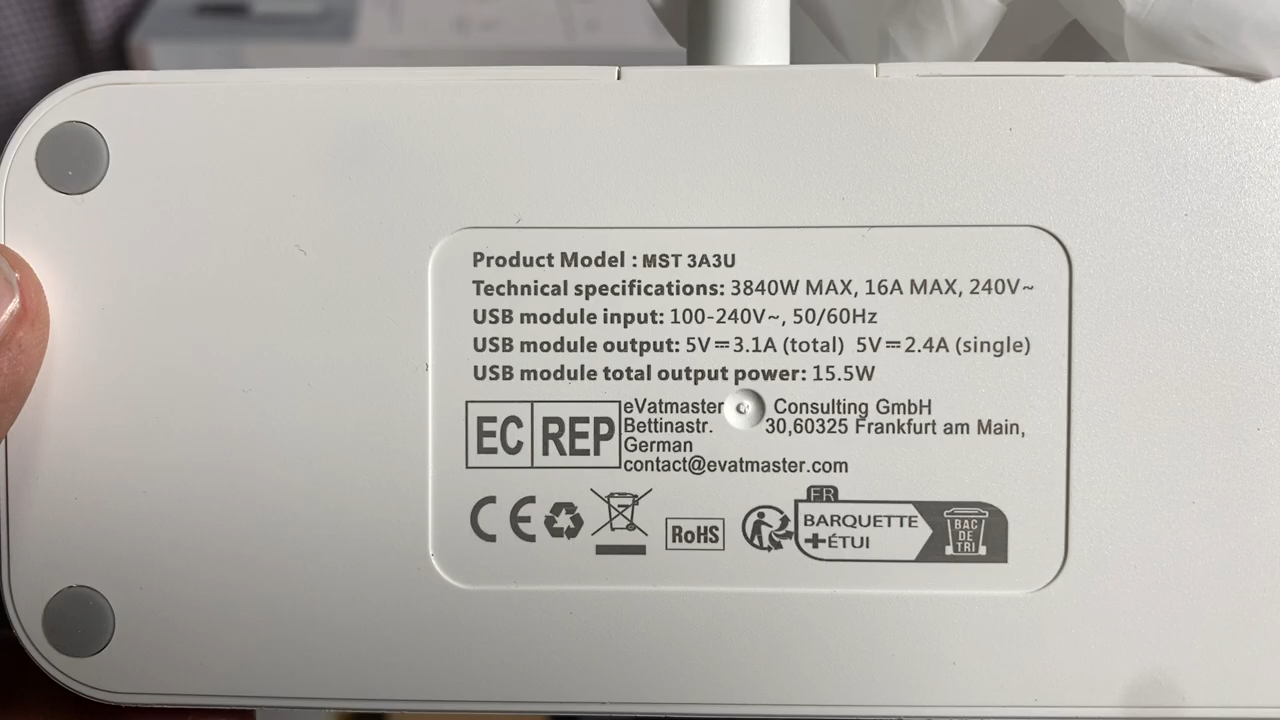 Product Model : MST 3A3U
Technical specifications: 3840W MAX, 16A MAX, 240V~
USB module input: 100-240V~, 50/60Hz
USB module output: 5V⎓3.1A (total) 5V⎓2.4A (single)
USB module total output power: 15.5W
EC REP
eVatmaster Consulting GmbH
Bettinastr. 30,60325 Frankfurt am Main,
German
contact@evatmaster.com
CE
RoHS
FR
BARQUETTE
+ÉTUI
BAC
DE
TRI